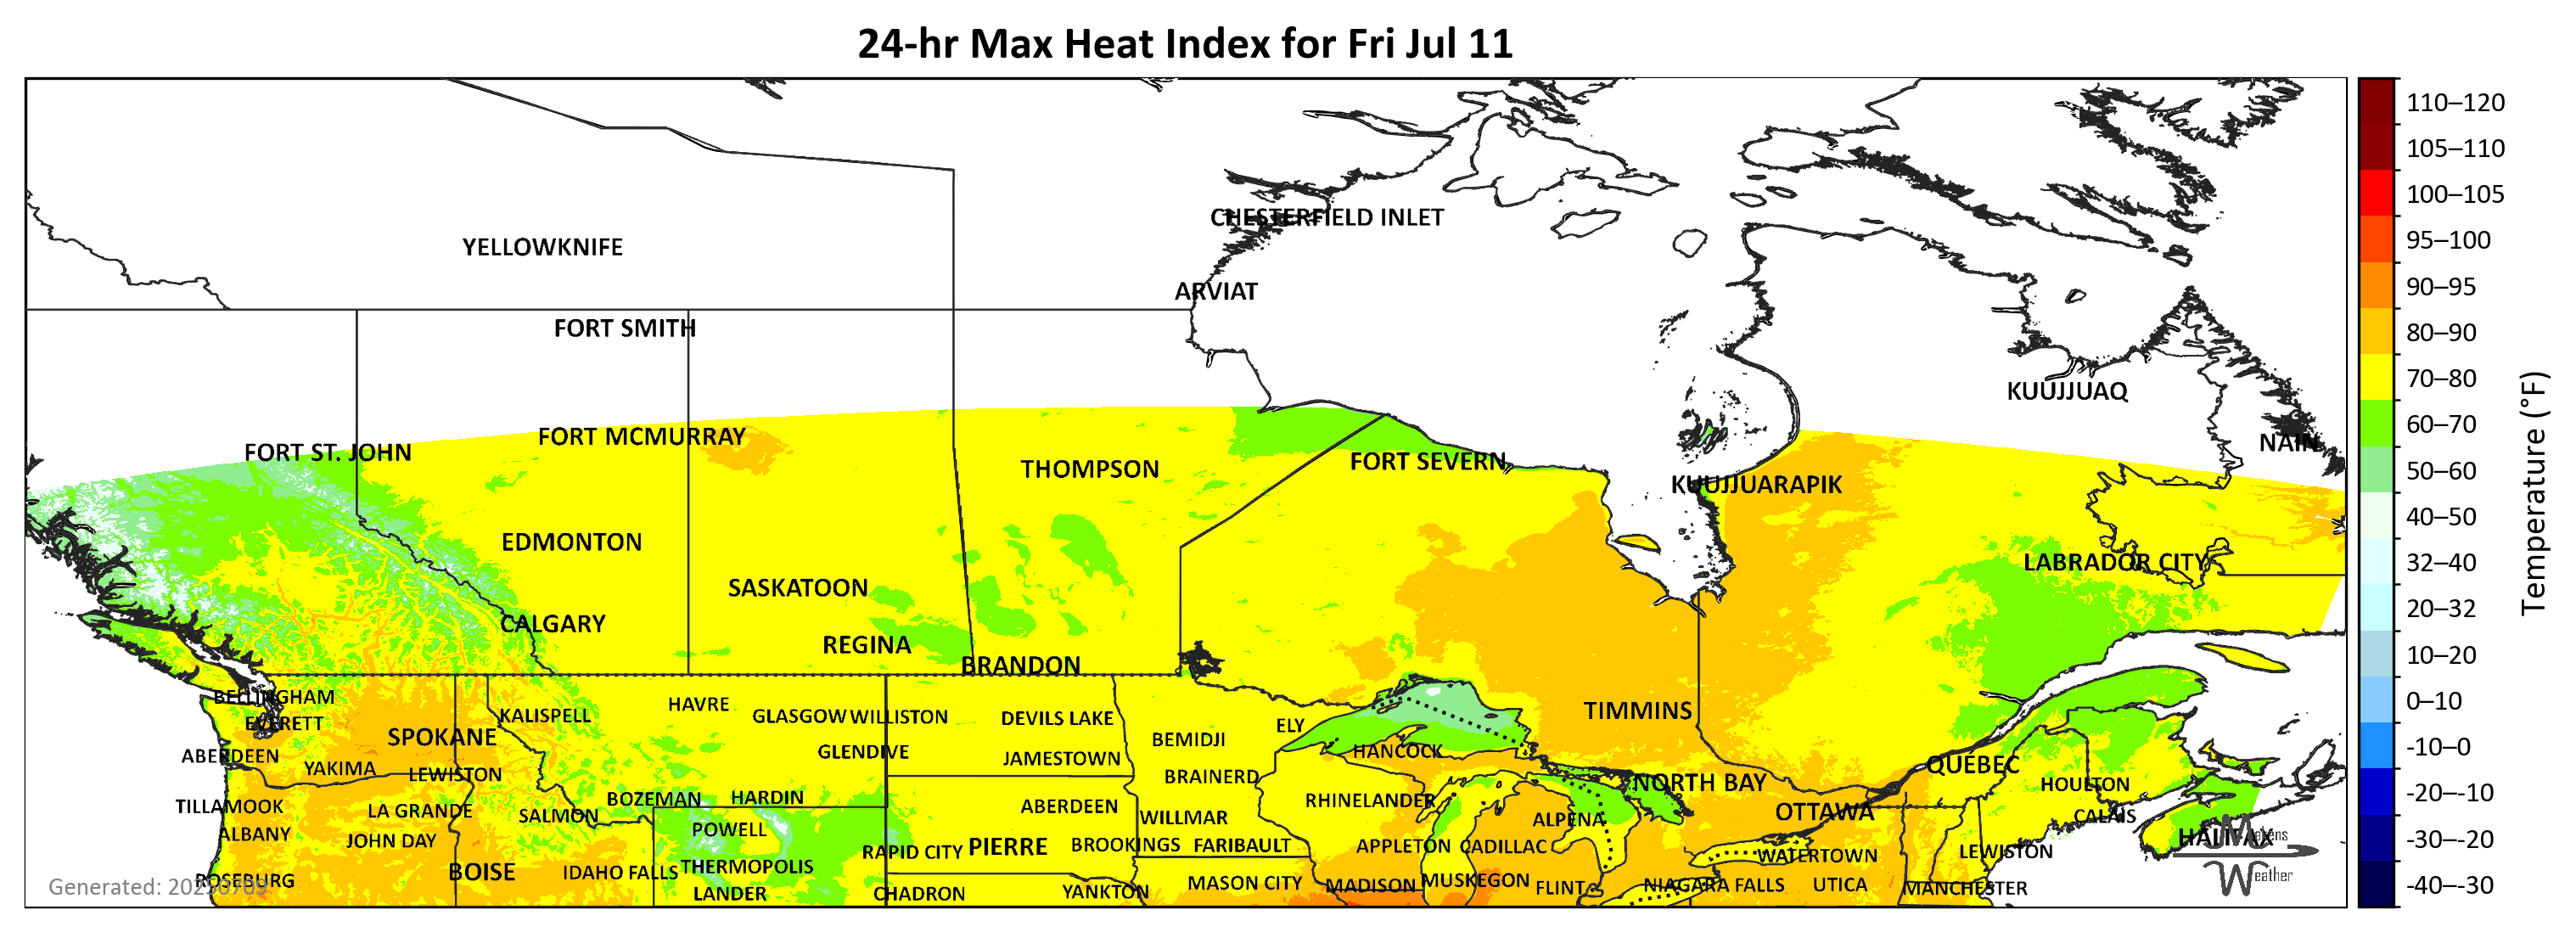 24-hr Max Heat Index for Fri Jul 11
110–120
105–110
CHESTERFIELD INLET
100–105
YELLOWKNIFE
95–100
ARVIAT
90–95
FORT SMITH
80–90
70–80
KUUJJUAQ
60–70
FORT MCMURRAY
NAIN
FORT ST. JOHN
THOMPSON
FORT SEVERN
50–60
KUUJJUARAPIK
40–50
EDMONTON
Temperature (°F)
32–40
LABRADOR CITY
SASKATOON
20–32
CALGARY
REGINA
10–20
BRANDON
BELLINGHAM
HAVRE
0–10
KALISPELL
GLASGOW
WILLISTON
DEVILS LAKE
TIMMINS
EVERETT
ELY
SPOKANE
BEMIDJI
-10–0
ABERDEEN
GLENDIVE
JAMESTOWN
HANCOCK
YAKIMA
LEWISTON
BRAINERD
QUÉBEC
NORTH BAY
HOULTON
-20–-10
BOZEMAN
HARDIN
RHINELANDER
TILLAMOOK
LA GRANDE
SALMON
ABERDEEN
WILLMAR
ALPENA
OTTAWA
CALAIS
ALBANY
JOHN DAY
POWELL
HALIFAX
Makens
-30–-20
RAPID CITY
PIERRE
BROOKINGS
FARIBAULT
APPLETON
CADILLAC
WATERTOWN
LEWISTON
BOISE
IDAHO FALLS
THERMOPOLIS
Weather
ROSEBURG
Generated: 20250709
LANDER
CHADRON
YANKTON
MASON CITY
MADISON
MUSKEGON
FLINT
NIAGARA FALLS
UTICA
MANCHESTER
-40–-30